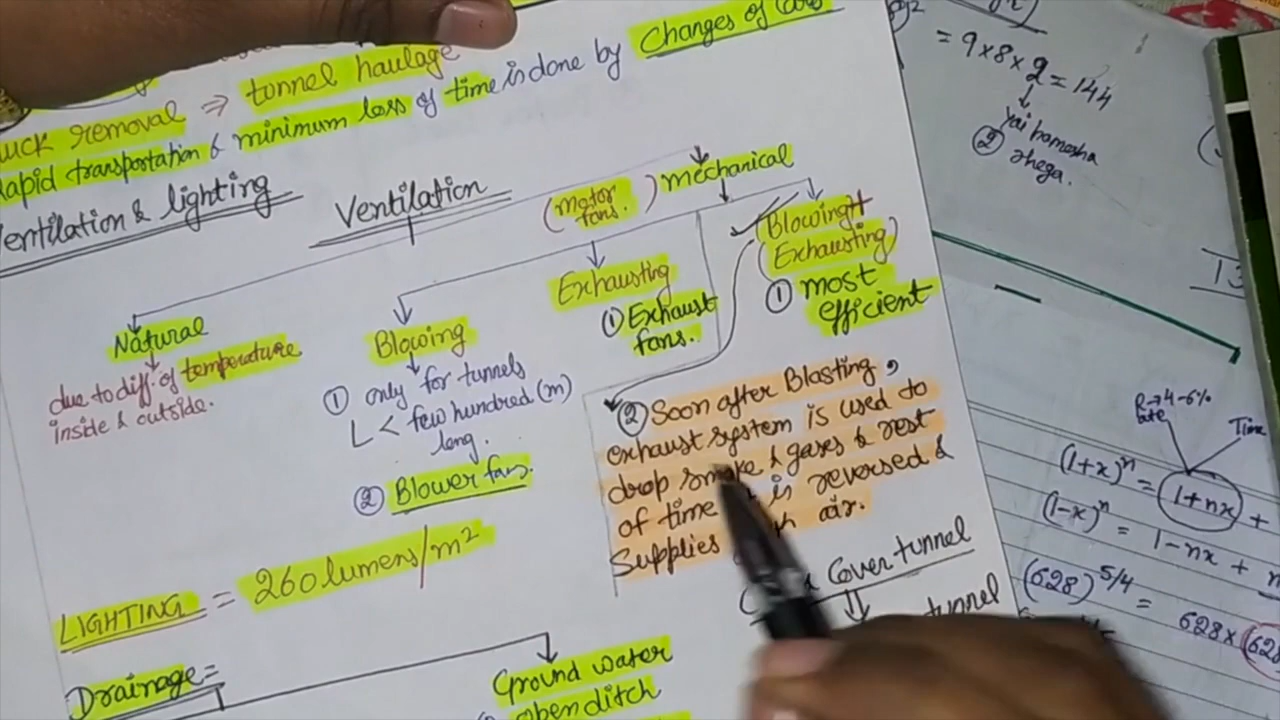 muck removal ⇒ tunnel haulage
Rapid transportation & minimum loss of time is done by Changes of
Ventilation & lighting
Ventilation
(motor fans.) mechanical
Natural
due to diff. of temperature
inside & outside.
Blowing
① only for tunnels
L < few hundred (m)
long.
② Blower fans.
Exhausting
① Exhaust
fans.
(Blowing +
Exhausting)
① most
efficient
② Soon after Blasting,
exhaust system is used to
drop smoke & gases & rest
of time is reversed &
Supplies air.
LIGHTING = 260 lumens/m²
Drainage =
Ground water
open ditch
Cover tunnel
tunnel
= 9×8×2 = 144
② yai hamesha
rhega.
13
Rate → 4-6%
Time
(1+x)ⁿ = 1+nx +
(1-x)ⁿ = 1-nx +
(628)^5/4 = 628×